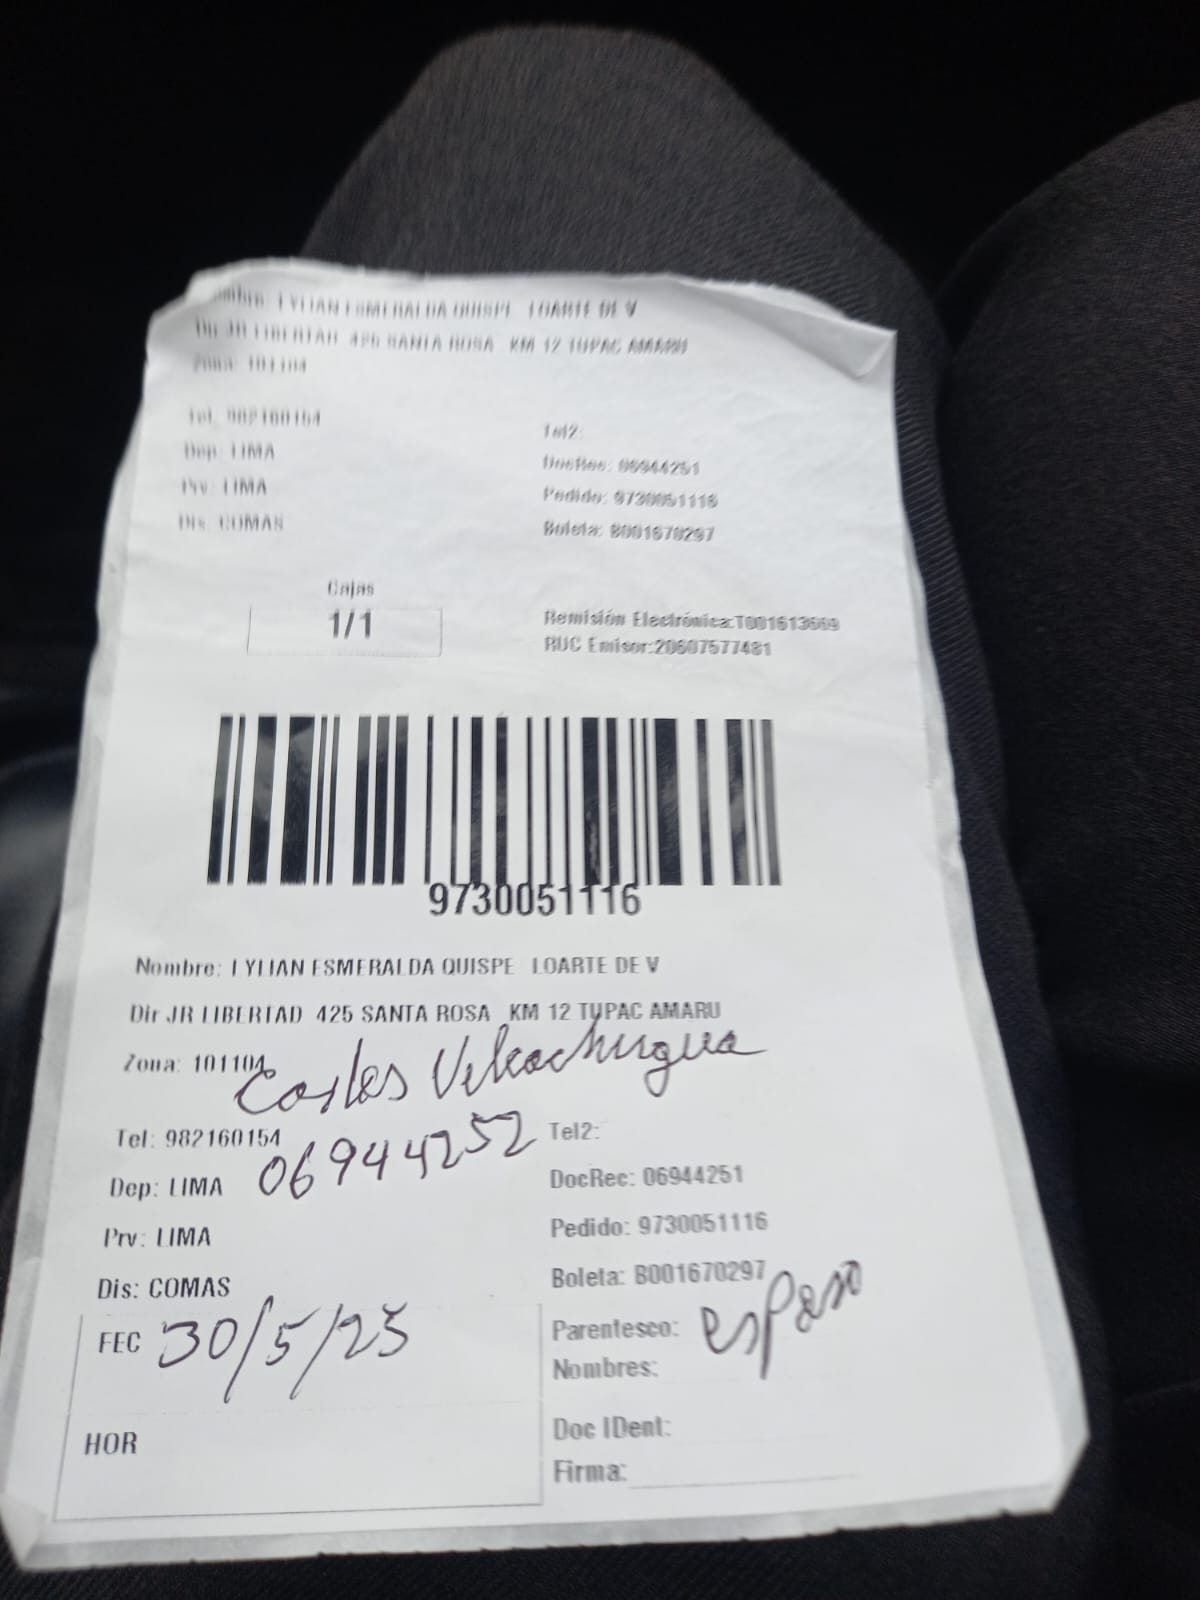 Nombre: LYLIAN ESMERALDA QUISPE LOARTE DE V
Dir JR LIBERTAD 425 SANTA ROSA KM 12 TUPAC AMARU
Zona: 101104
Tel: 982160154
Tel2:
Dep: LIMA
DocRec: 06944251
Prv: LIMA
Pedido: 9730051116
Dis: COMAS
Boleta: B001670297
Cajas
1/1
Remisión Electrónica:T001613669
RUC Emisor:20607577481
9730051116
Nombre: LYLIAN ESMERALDA QUISPE LOARTE DE V
Dir JR LIBERTAD 425 SANTA ROSA KM 12 TUPAC AMARU
Zona: 101104
Carlos
Tel: 982160154
06944252
Tel2:
Dep: LIMA
DocRec: 06944251
Prv: LIMA
Pedido: 9730051116
Dis: COMAS
Boleta: B001670297
FEC 30/5/25
Parentesco: esposo
Nombres:
HOR
Doc IDent:
Firma: